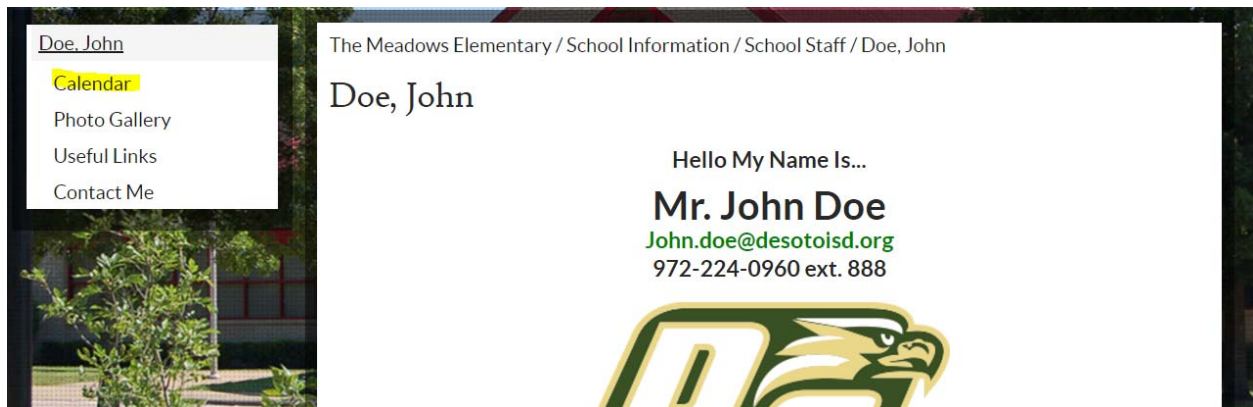 Doe, John
Calendar
Photo Gallery
Useful Links
Contact Me
The Meadows Elementary / School Information / School Staff / Doe, John
Doe, John
Hello My Name Is...
Mr. John Doe
John.doe@desotoisd.org
972-224-0960 ext. 888